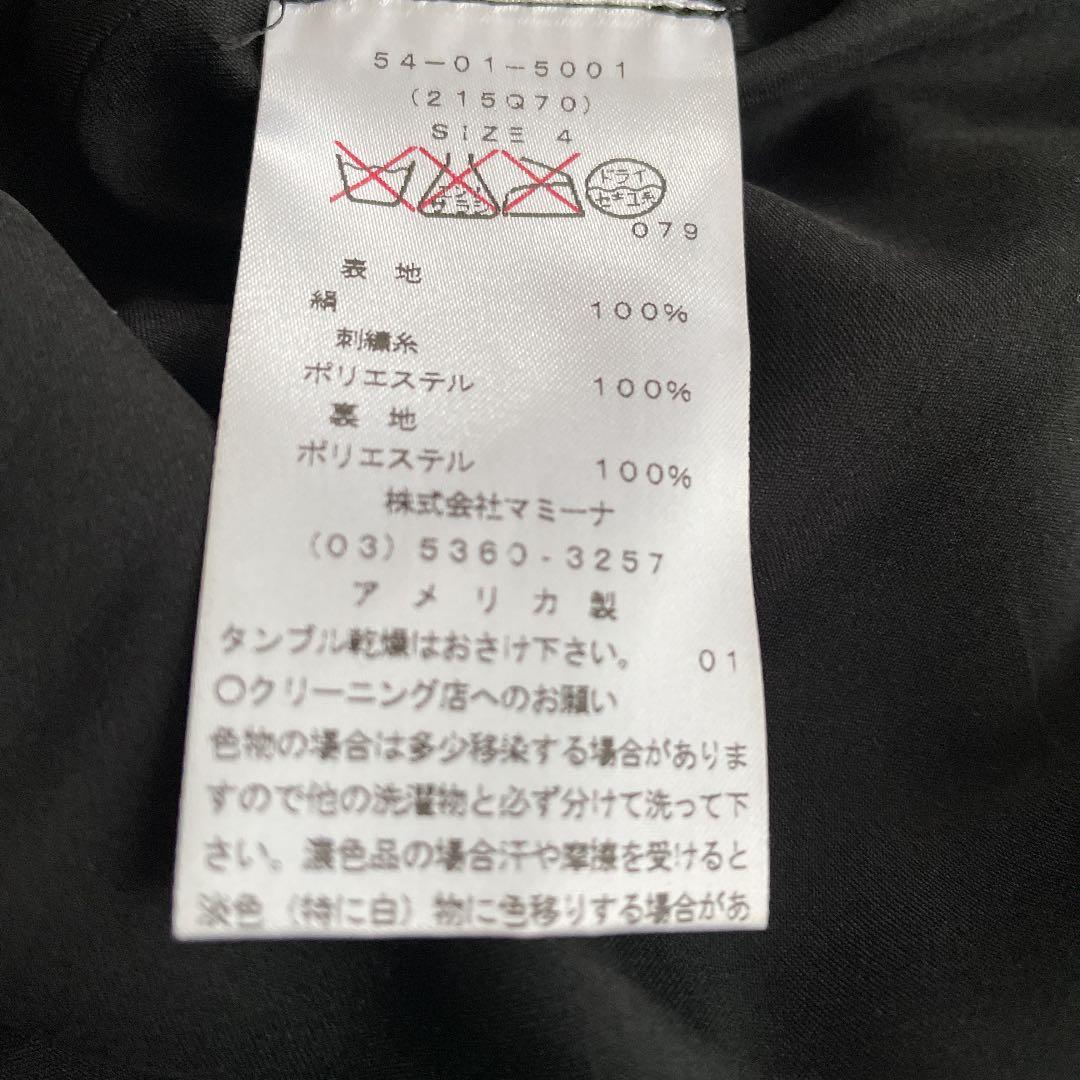 54-01-5001
(215Q70)
SIZE 4
エンソ サラシ ドライ セキユ系
079
表 地
絹 100%
刺繍糸
ポリエステル 100%
裏 地
ポリエステル 100%
株式会社マミーナ
(03)5360-3257
アメリカ製
タンブル乾燥はおさけ下さい。 01
〇クリーニング店へのお願い
色物の場合は多少移染する場合がありま
すので他の洗濯物と必ず分けて洗って下
さい。濃色品の場合汗や摩擦を受けると
淡色(特に白)物に色移りする場合があ